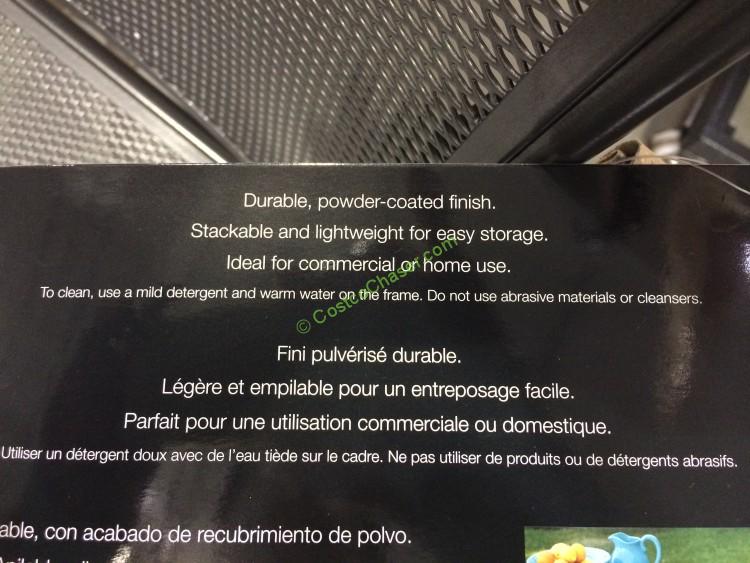 Durable, powder-coated finish.
Stackable and lightweight for easy storage.
Ideal for commercial or home use.
To clean, use a mild detergent and warm water on the frame. Do not use abrasive materials or cleansers.
© CostcoChaser.com
Fini pulvérisé durable.
Légère et empilable pour un entreposage facile.
Parfait pour une utilisation commerciale ou domestique.
Utiliser un détergent doux avec de l'eau tiède sur le cadre. Ne pas utiliser de produits ou de détergents abrasifs.
able, con acabado de recubrimiento de polvo.